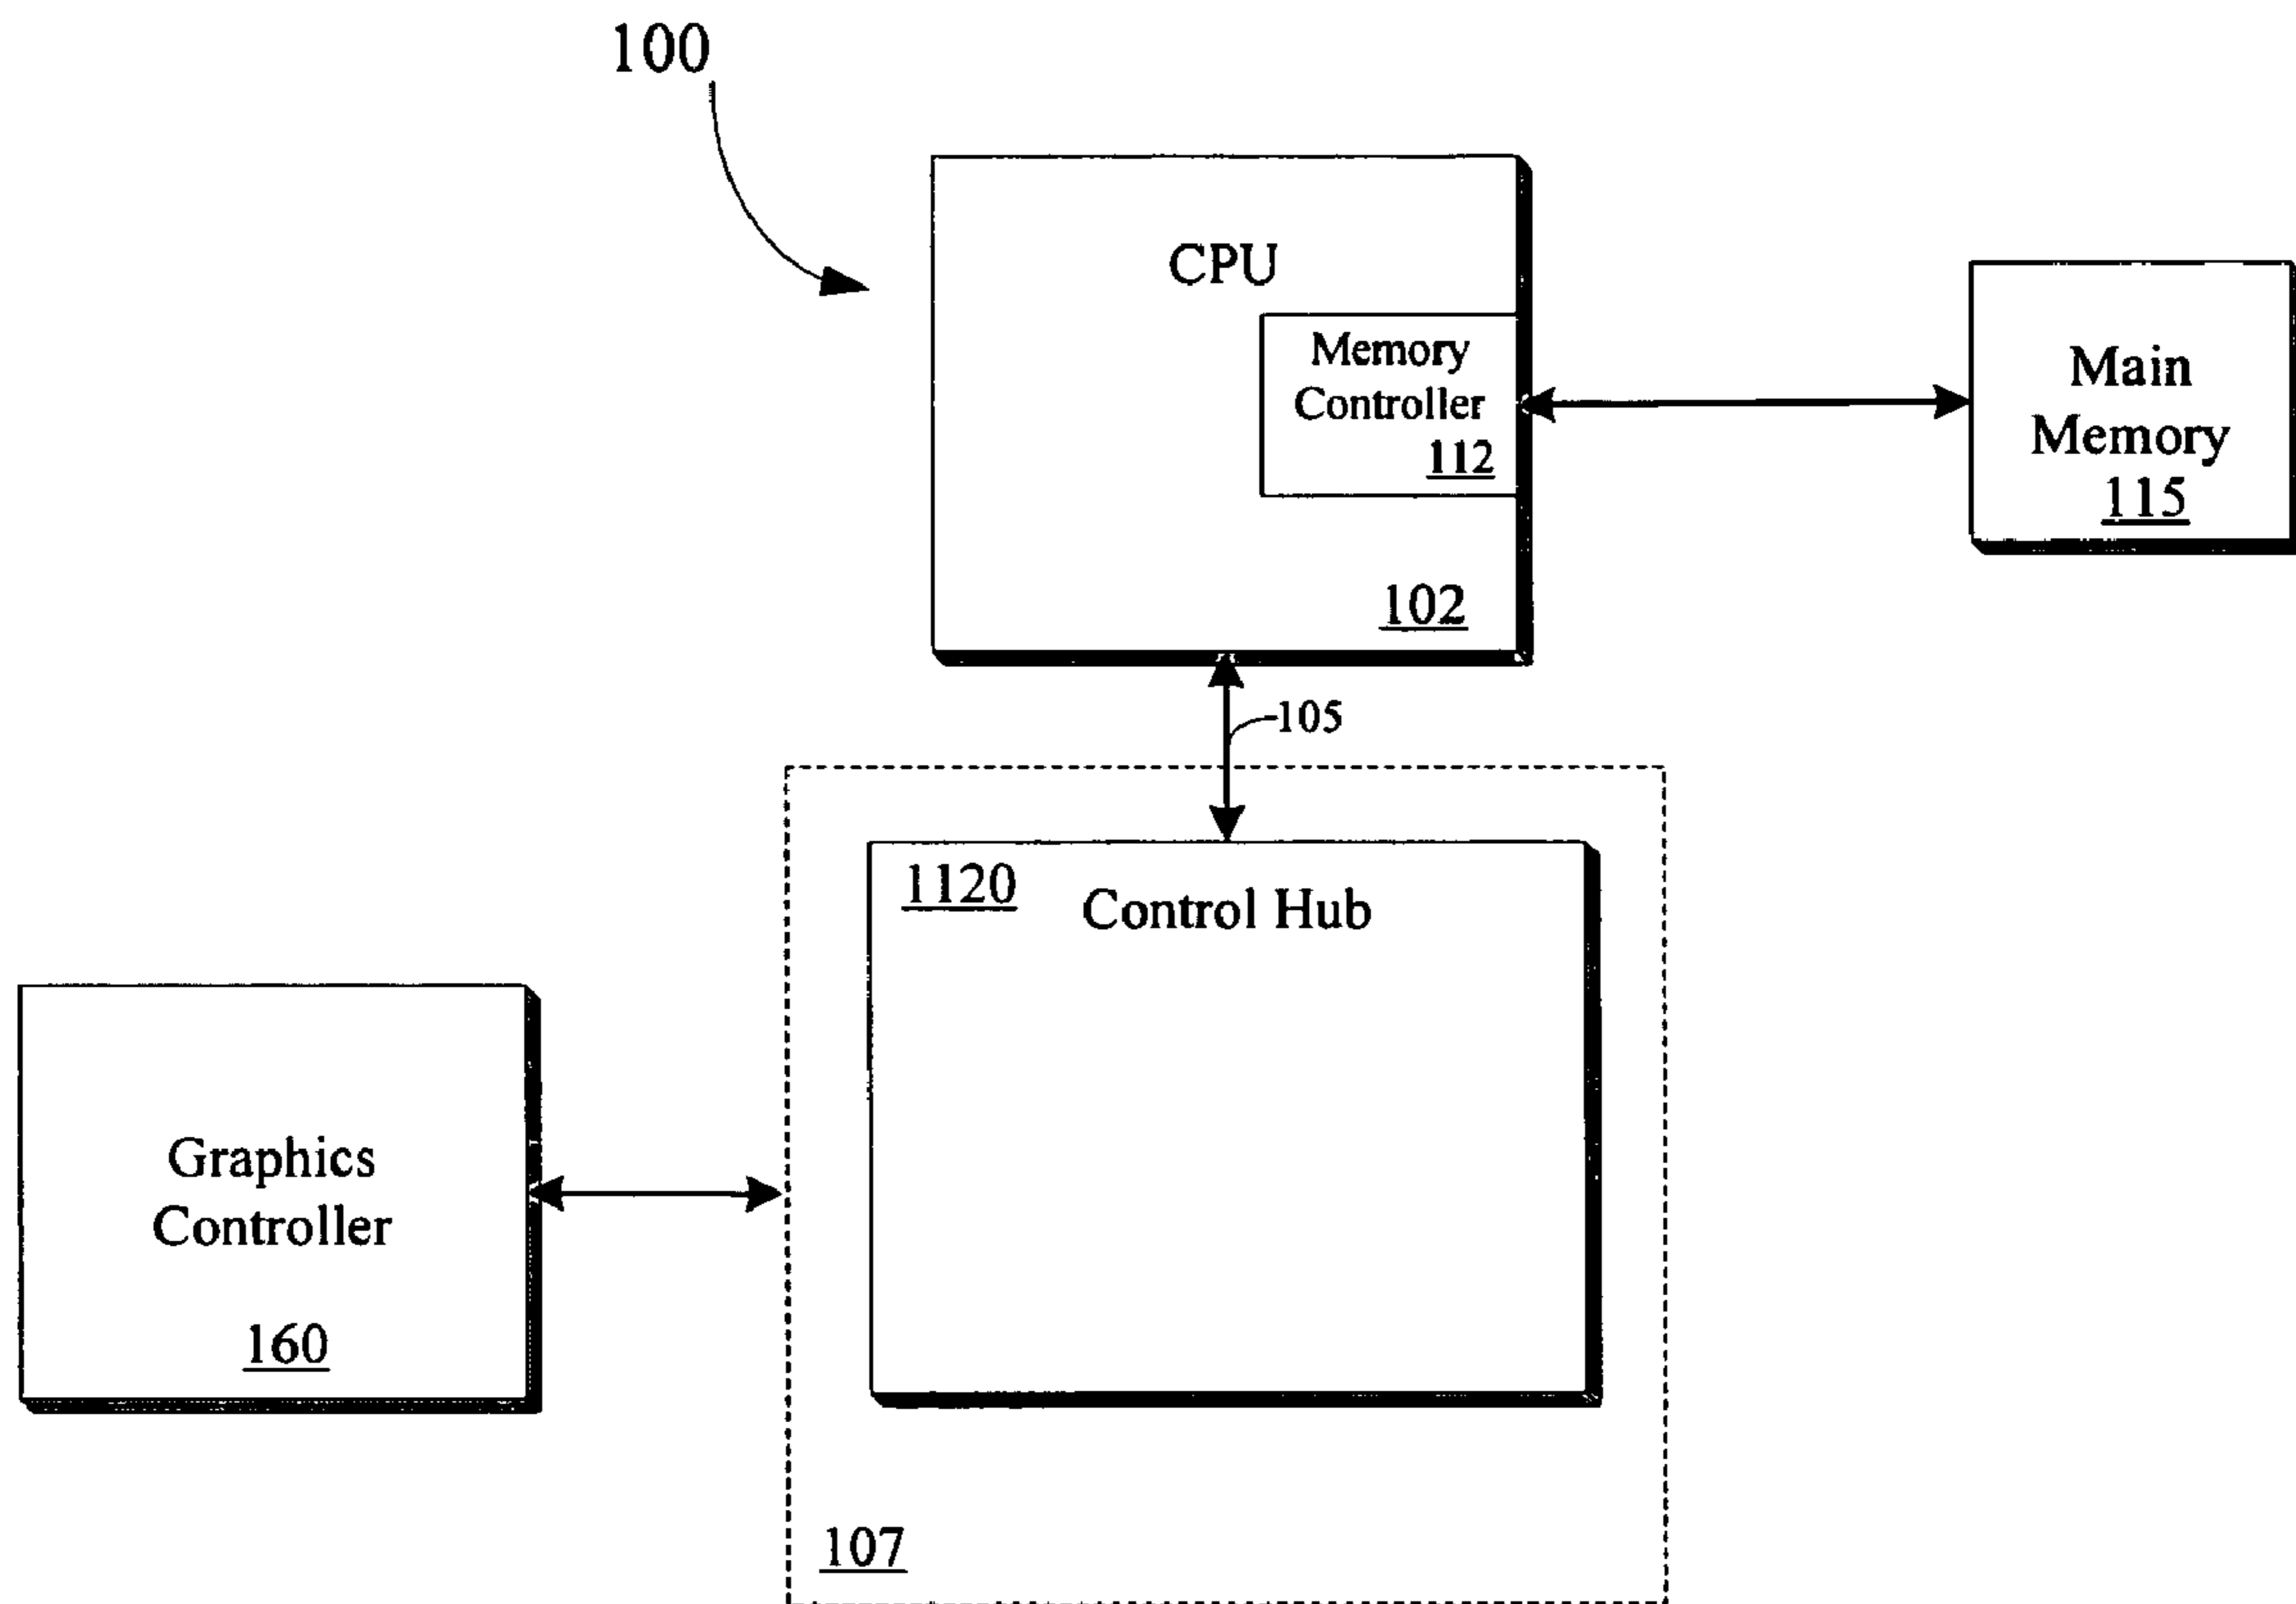 100
CPU
Memory
Controller
112
102
Main
Memory
115
105
1120
Control Hub
Graphics
Controller
160
107